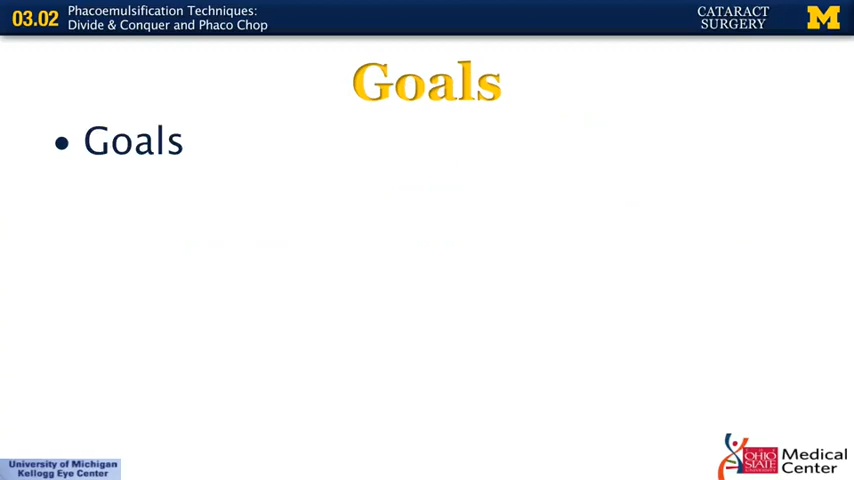 03.02
Phacoemulsification Techniques:
Divide & Conquer and Phaco Chop
CATARACT
SURGERY
M
Goals
• Goals
University of Michigan
Kellogg Eye Center
OHIO
STATE
UNIVERSITY
Medical
Center